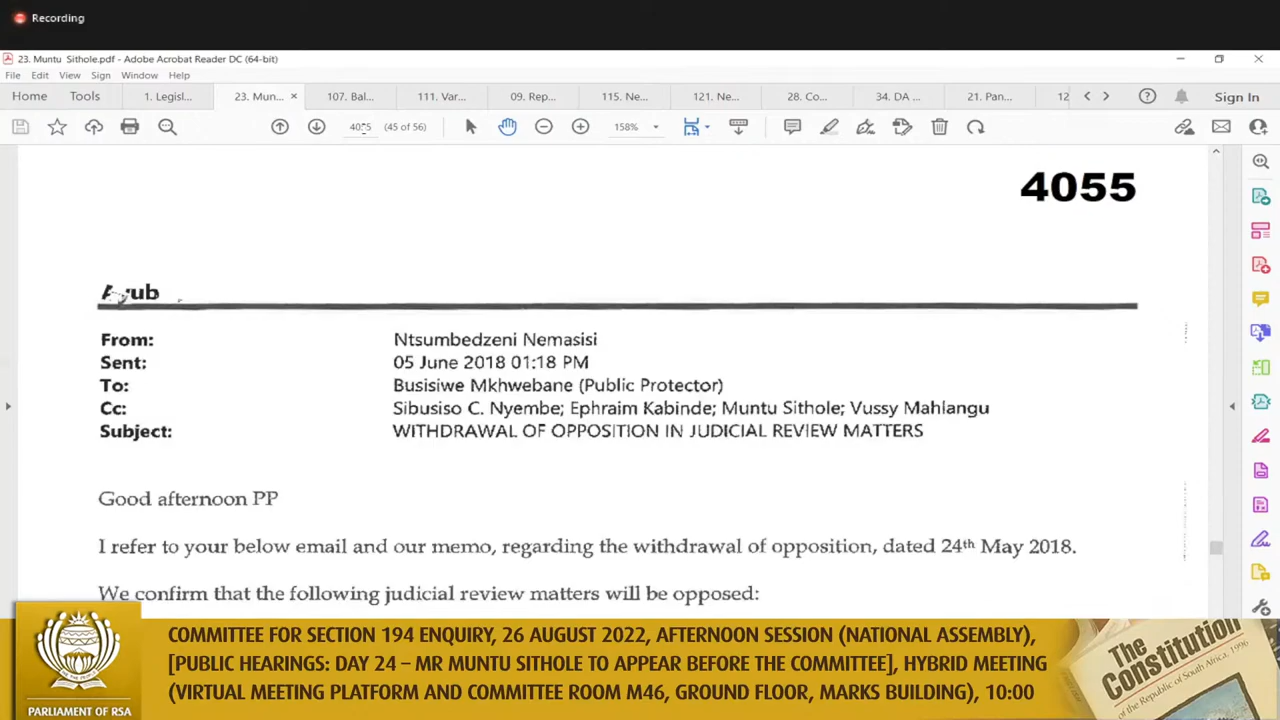 Recording
23. Muntu Sithole.pdf - Adobe Acrobat Reader DC (64-bit)
File Edit View Sign Window Help
Home Tools 1. Legisl... 23. Mun... × 107. Bal... 111. Var... 09. Rep... 115. Ne... 121. Ne... 28. Co... 34. DA ... 21. Pan... 12 Sign In
(45 of 56) 158%
4055
From: Ntsumbedzeni Nemasisi
Sent: 05 June 2018 01:18 PM
To: Busisiwe Mkhwebane (Public Protector)
Cc: Sibusiso C. Nyembe; Ephraim Kabinde; Muntu Sithole; Vussy Mahlangu
Subject: WITHDRAWAL OF OPPOSITION IN JUDICIAL REVIEW MATTERS
Good afternoon PP
I refer to your below email and our memo, regarding the withdrawal of opposition, dated 24th May 2018.
We confirm that the following judicial review matters will be opposed:
COMMITTEE FOR SECTION 194 ENQUIRY, 26 AUGUST 2022, AFTERNOON SESSION (NATIONAL ASSEMBLY),
[PUBLIC HEARINGS: DAY 24 – MR MUNTU SITHOLE TO APPEAR BEFORE THE COMMITTEE], HYBRID MEETING
(VIRTUAL MEETING PLATFORM AND COMMITTEE ROOM M46, GROUND FLOOR, MARKS BUILDING), 10:00
PARLIAMENT OF RSA
The
Constitution
of the Republic of South Africa, 1996